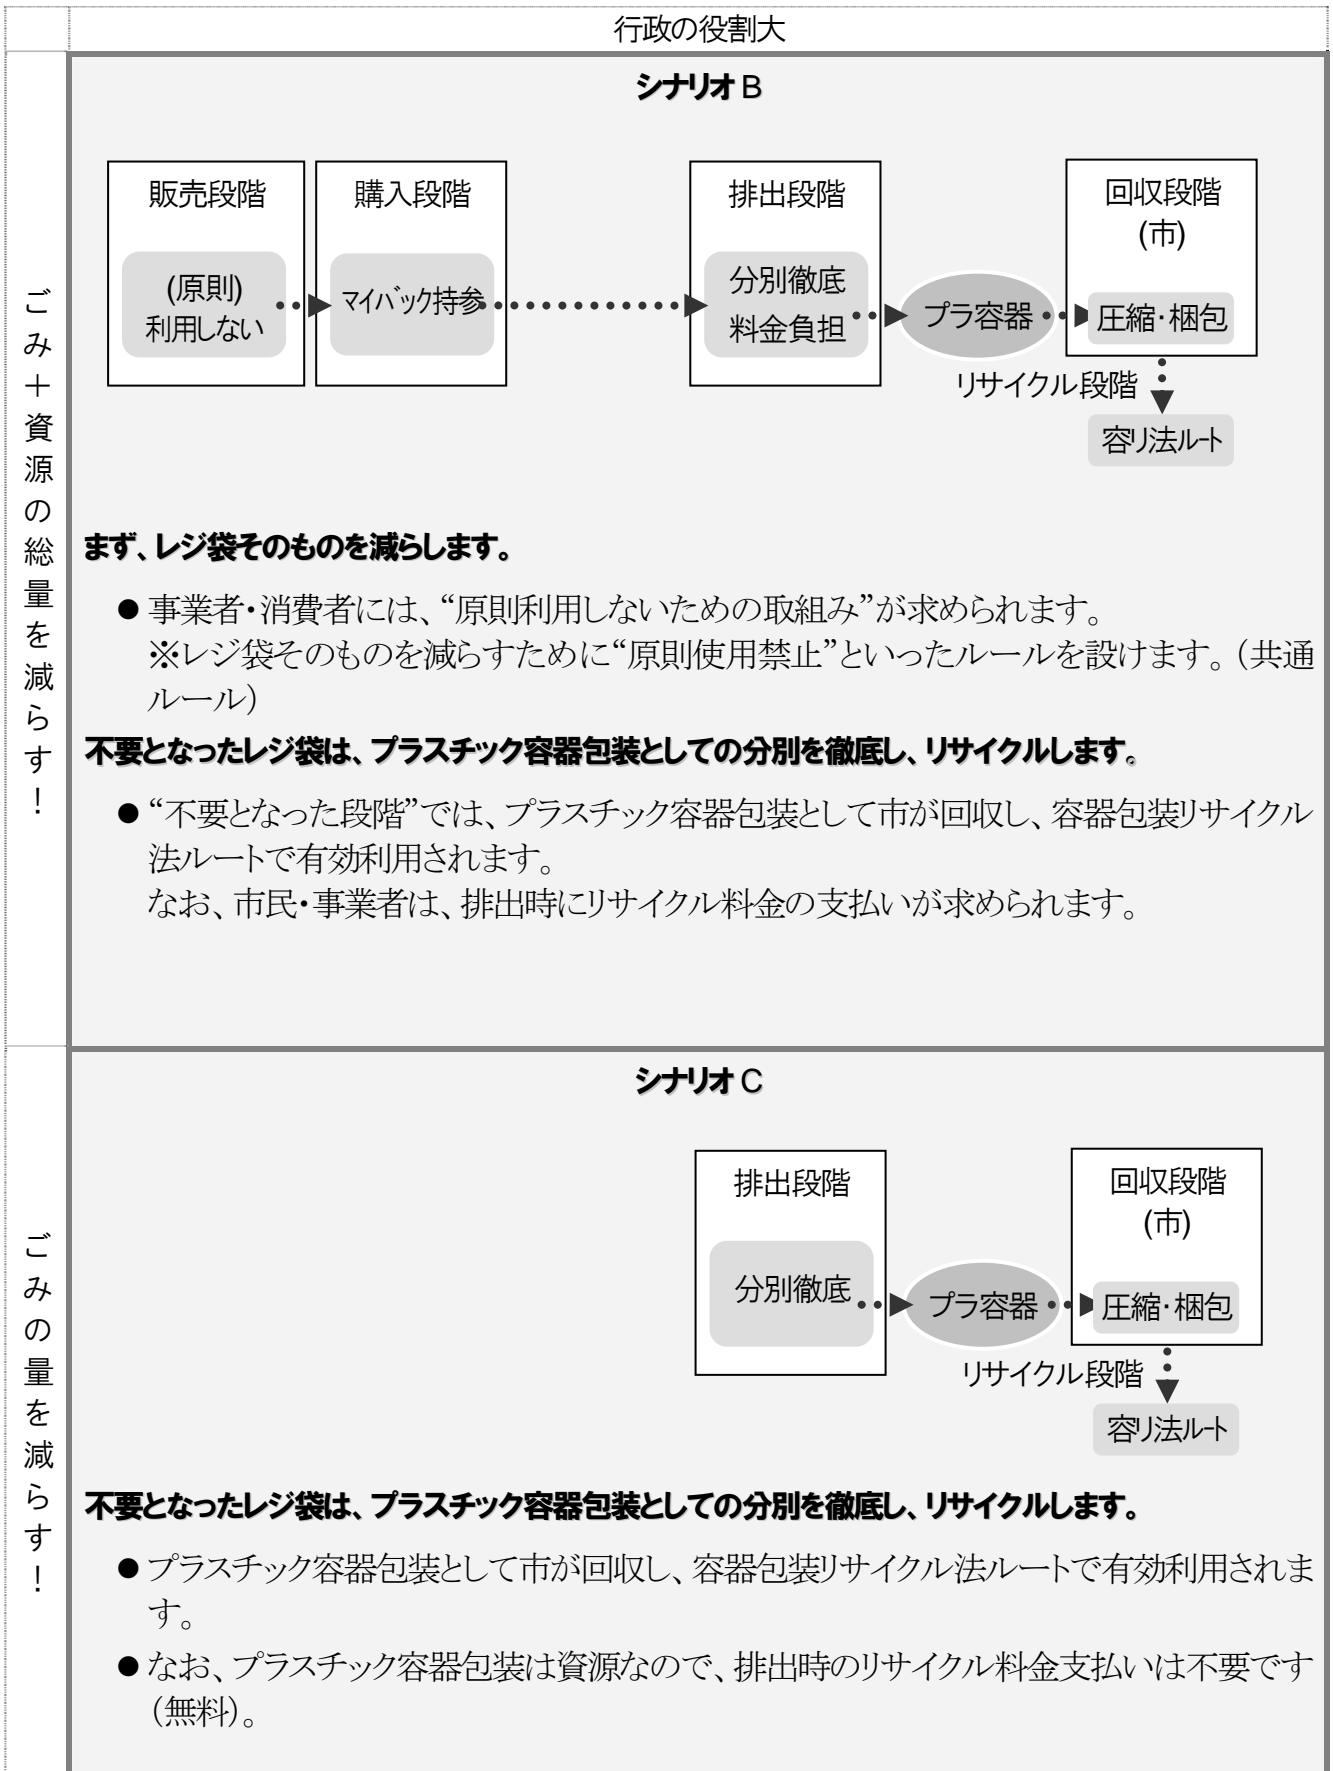 行政の役割大
ごみ＋資源の総量を減らす！
シナリオ B
販売段階
(原則)
利用しない
購入段階
マイバック持参
排出段階
分別徹底
料金負担
プラ容器
回収段階
(市)
圧縮･梱包
リサイクル段階
容リ法ルート
まず、レジ袋そのものを減らします。
● 事業者・消費者には、“原則利用しないための取組み”が求められます。
※レジ袋そのものを減らすために“原則使用禁止”といったルールを設けます。（共通
ルール）
不要となったレジ袋は、プラスチック容器包装としての分別を徹底し、リサイクルします。
● “不要となった段階”では、プラスチック容器包装として市が回収し、容器包装リサイクル
法ルートで有効利用されます。
なお、市民・事業者は、排出時にリサイクル料金の支払いが求められます。
ごみの量を減らす！
シナリオ C
排出段階
分別徹底
プラ容器
回収段階
(市)
圧縮･梱包
リサイクル段階
容リ法ルート
不要となったレジ袋は、プラスチック容器包装としての分別を徹底し、リサイクルします。
● プラスチック容器包装として市が回収し、容器包装リサイクル法ルートで有効利用されま
す。
● なお、プラスチック容器包装は資源なので、排出時のリサイクル料金支払いは不要です
（無料）。